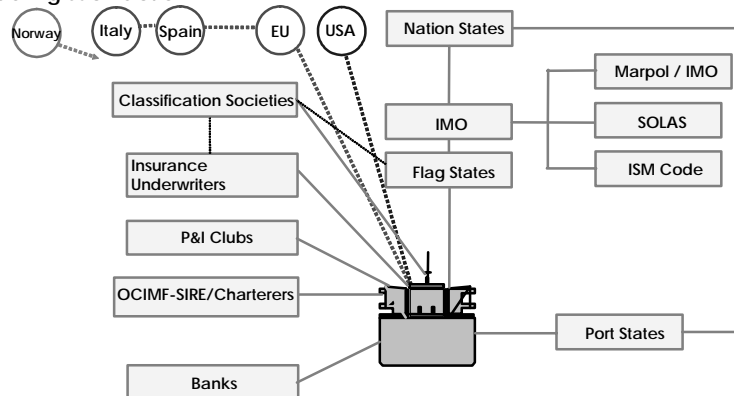 Norway
Italy
Spain
EU
USA
Nation States
Classification Societies
IMO
Marpol / IMO
SOLAS
ISM Code
Insurance
Underwriters
Flag States
P&I Clubs
OCIMF-SIRE/Charterers
Port States
Banks